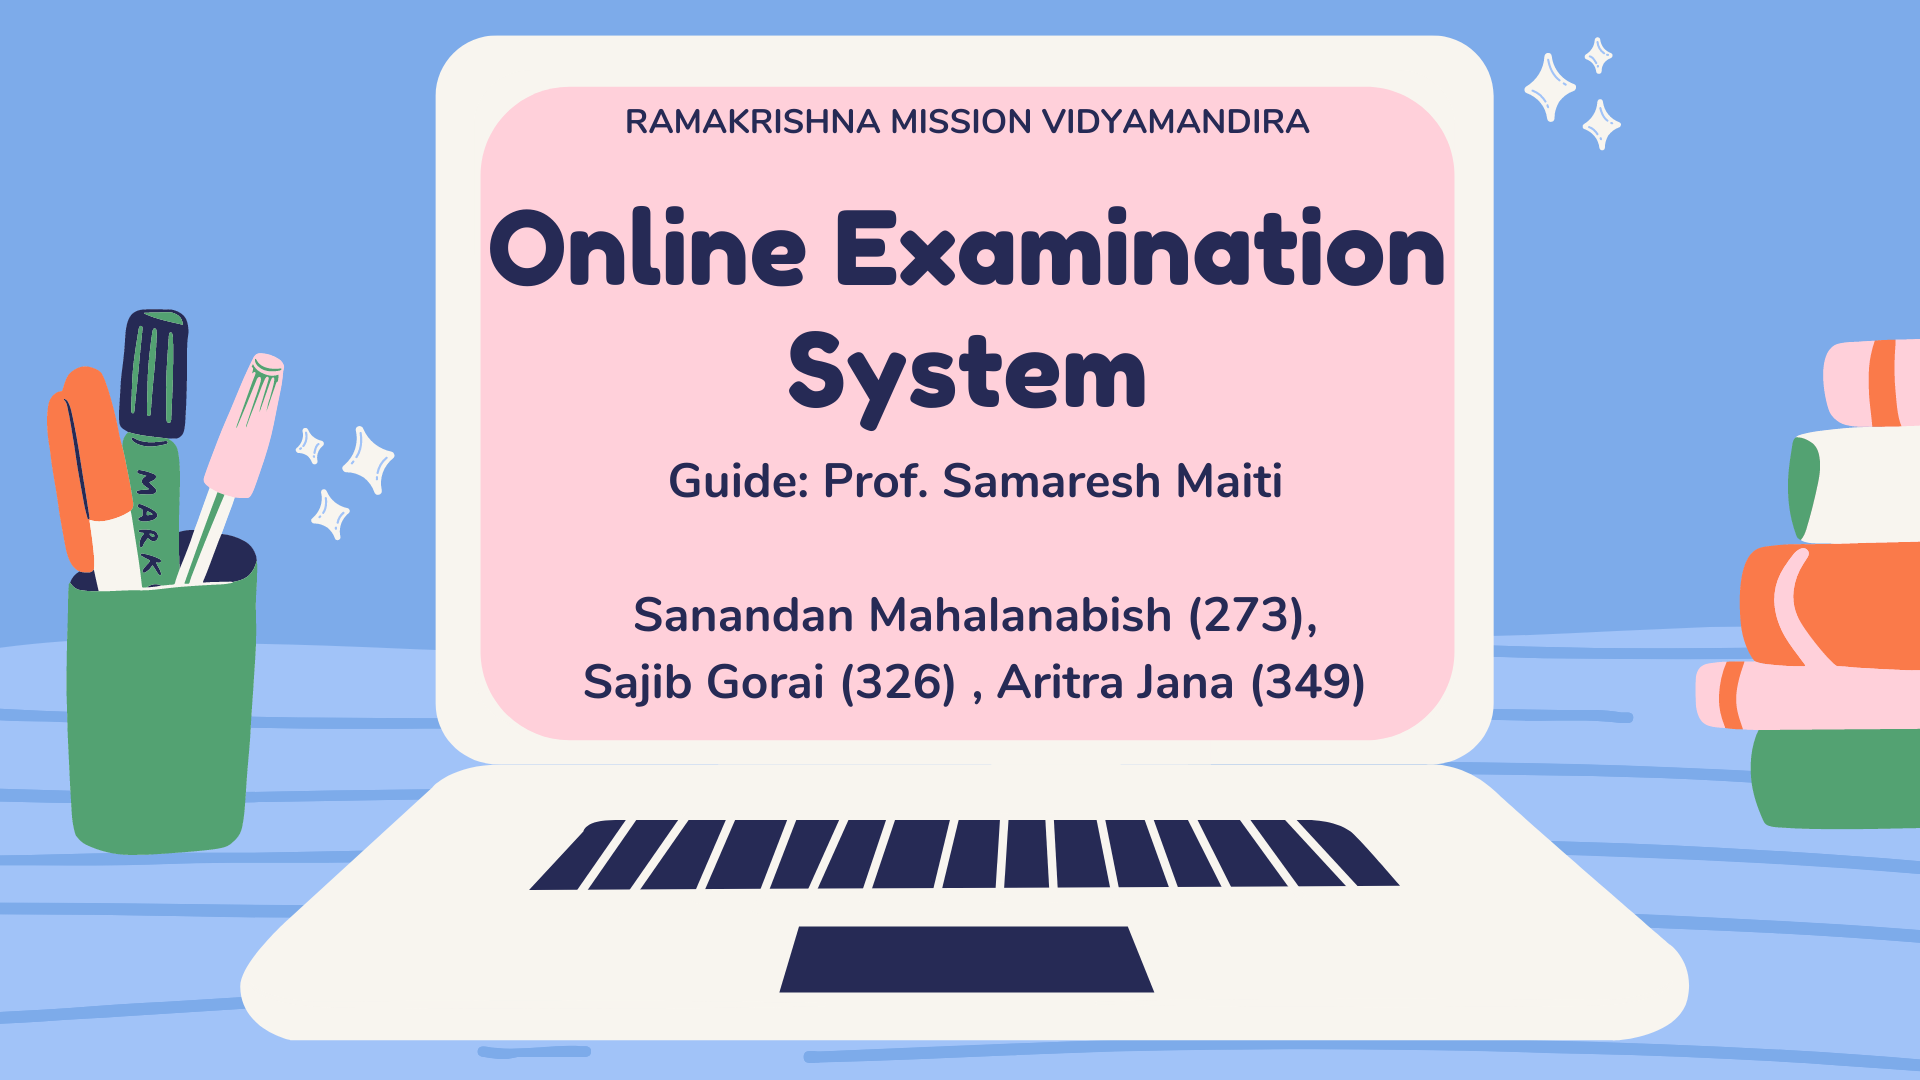 RAMAKRISHNA MISSION VIDYAMANDIRA
Online Examination
System
Guide: Prof. Samaresh Maiti
Sanandan Mahalanabish (273),
Sajib Gorai (326) , Aritra Jana (349)
MARK